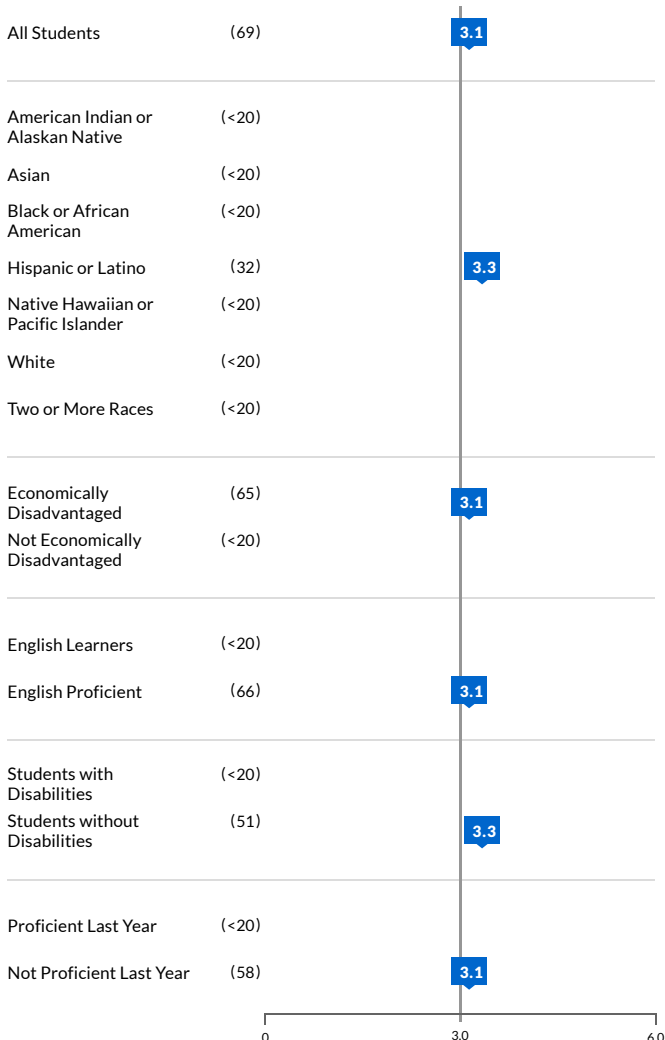 All Students (69) 3.1
American Indian or
Alaskan Native (<20)
Asian (<20)
Black or African
American (<20)
Hispanic or Latino (32) 3.3
Native Hawaiian or
Pacific Islander (<20)
White (<20)
Two or More Races (<20)
Economically
Disadvantaged (65) 3.1
Not Economically
Disadvantaged (<20)
English Learners (<20)
English Proficient (66) 3.1
Students with
Disabilities (<20)
Students without
Disabilities (51) 3.3
Proficient Last Year (<20)
Not Proficient Last Year (58) 3.1
0 3.0 6.0